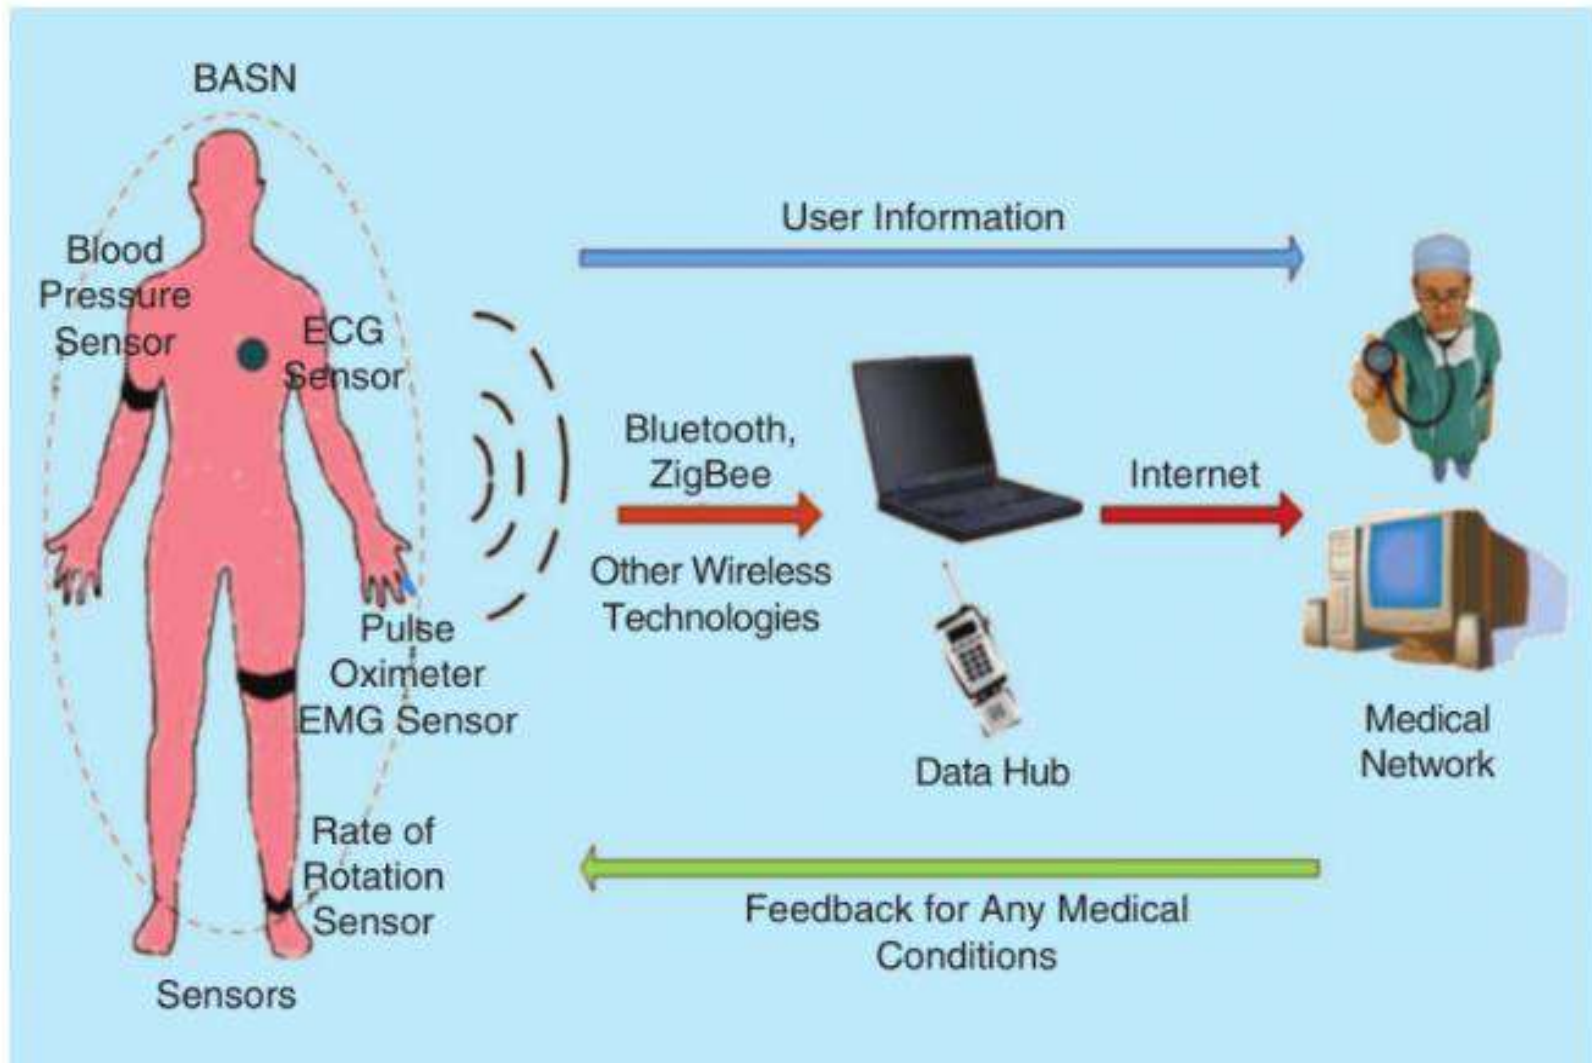 BASN
Blood
Pressure
Sensor
ECG
Sensor
Pulse
Oximeter
EMG Sensor
Rate of
Rotation
Sensor
Sensors
User Information
Bluetooth,
ZigBee
Other Wireless
Technologies
Data Hub
Internet
Medical
Network
Feedback for Any Medical
Conditions